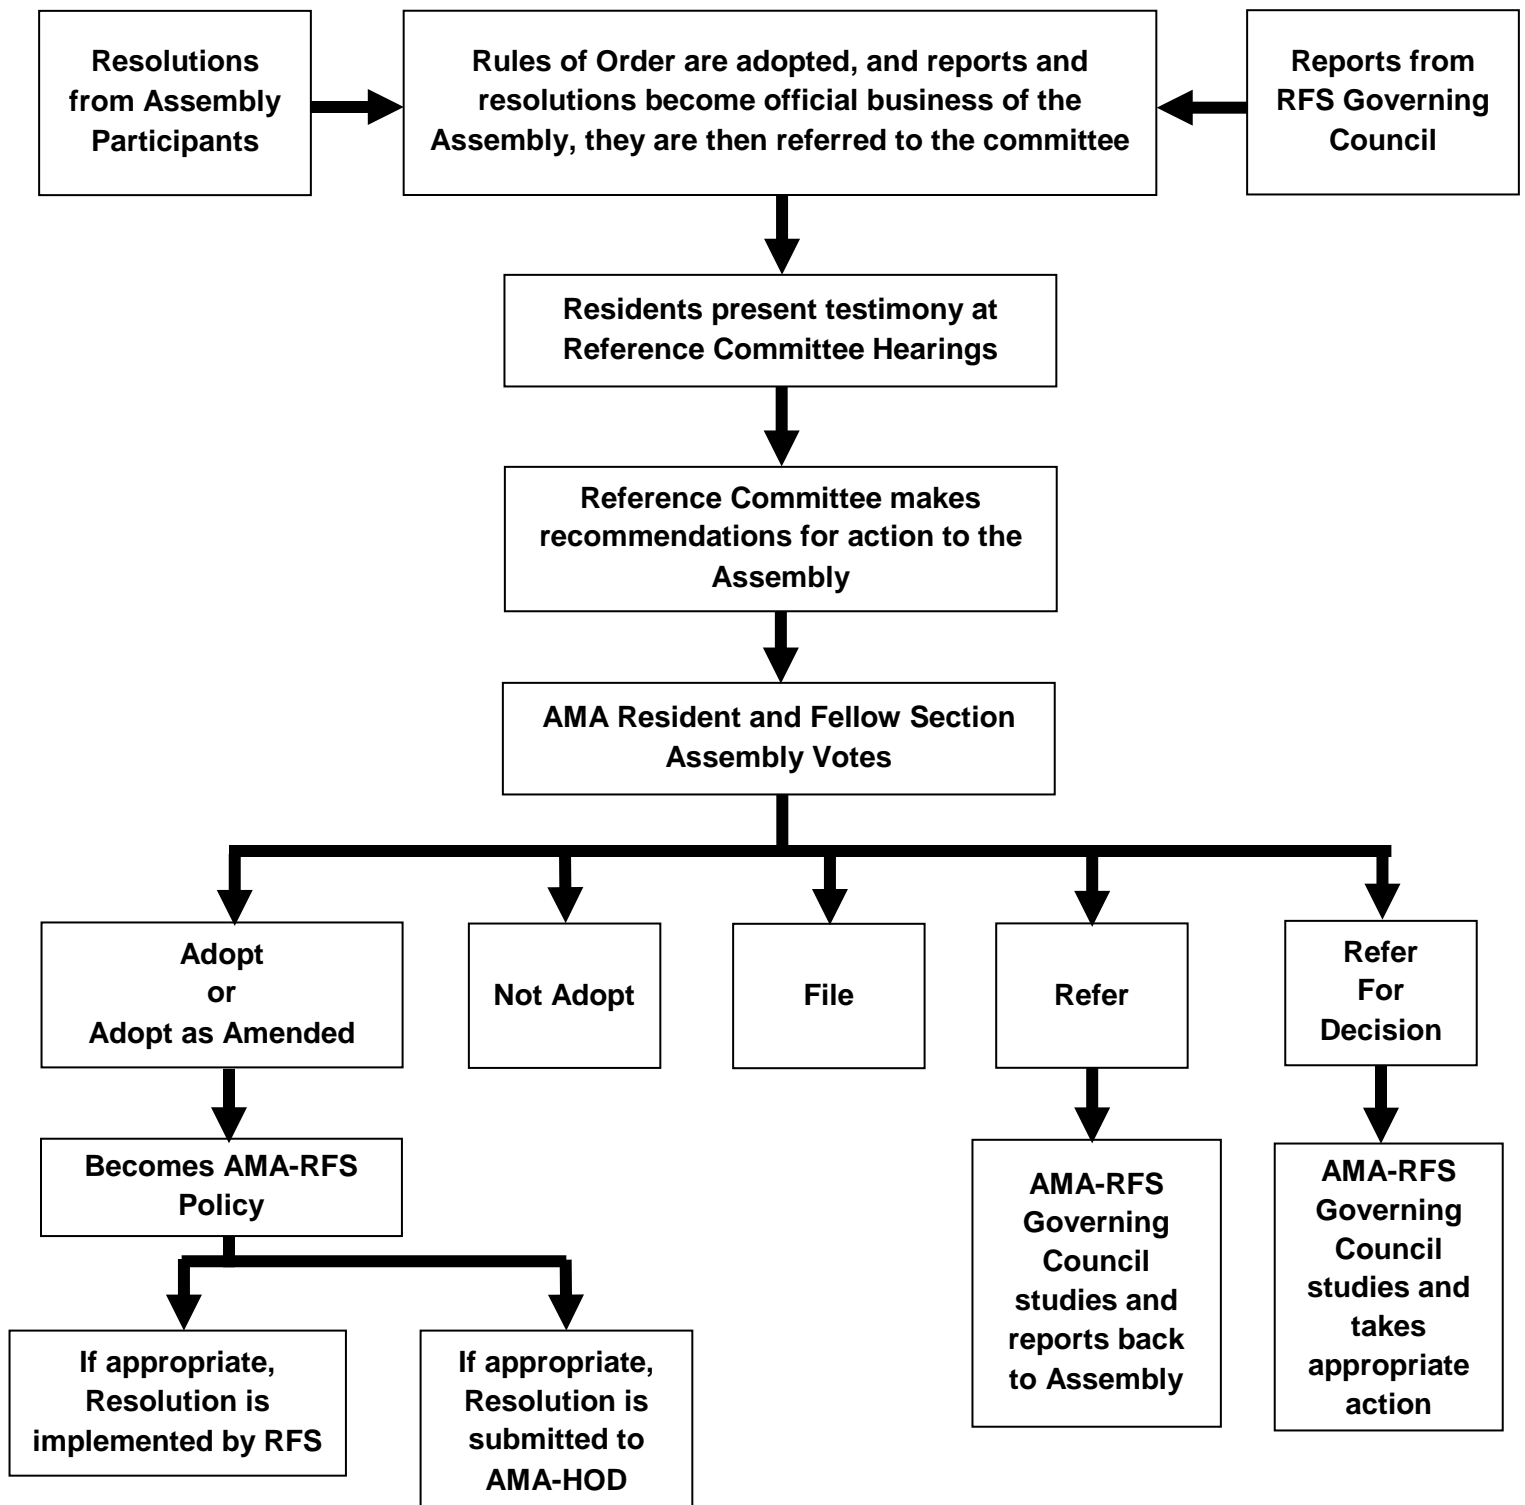 Resolutions
from Assembly
Participants
Rules of Order are adopted, and reports and
resolutions become official business of the
Assembly, they are then referred to the committee
Reports from
RFS Governing
Council
Residents present testimony at
Reference Committee Hearings
Reference Committee makes
recommendations for action to the
Assembly
AMA Resident and Fellow Section
Assembly Votes
Adopt
or
Adopt as Amended
Not Adopt
File
Refer
Refer
For
Decision
Becomes AMA-RFS
Policy
AMA-RFS
Governing
Council
studies and
reports back
to Assembly
AMA-RFS
Governing
Council
studies and
takes
appropriate
action
If appropriate,
Resolution is
implemented by RFS
If appropriate,
Resolution is
submitted to
AMA-HOD